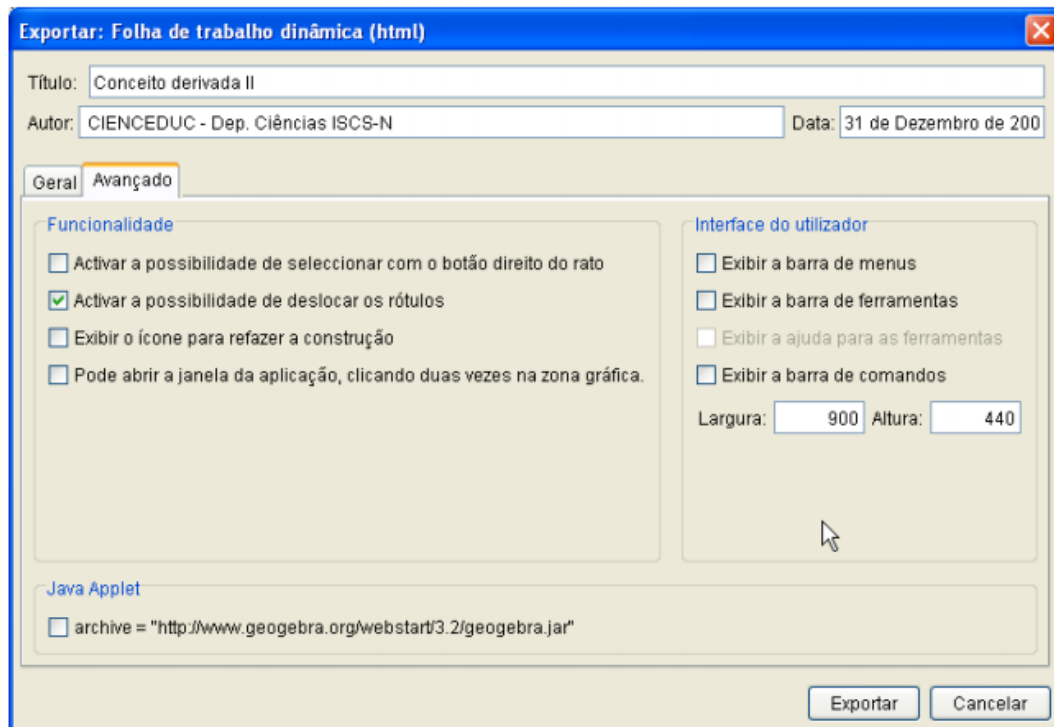 Exportar: Folha de trabalho dinâmica (html)
Título: Conceito derivada II
Autor: CIENCEDUC - Dep. Ciências ISCS-N Data: 31 de Dezembro de 200
Geral Avançado
Funcionalidade
Activar a possibilidade de seleccionar com o botão direito do rato
Activar a possibilidade de deslocar os rótulos
Exibir o ícone para refazer a construção
Pode abrir a janela da aplicação, clicando duas vezes na zona gráfica.
Interface do utilizador
Exibir a barra de menus
Exibir a barra de ferramentas
Exibir a ajuda para as ferramentas
Exibir a barra de comandos
Largura: 900 Altura: 440
Java Applet
archive = "http://www.geogebra.org/webstart/3.2/geogebra.jar"
Exportar Cancelar